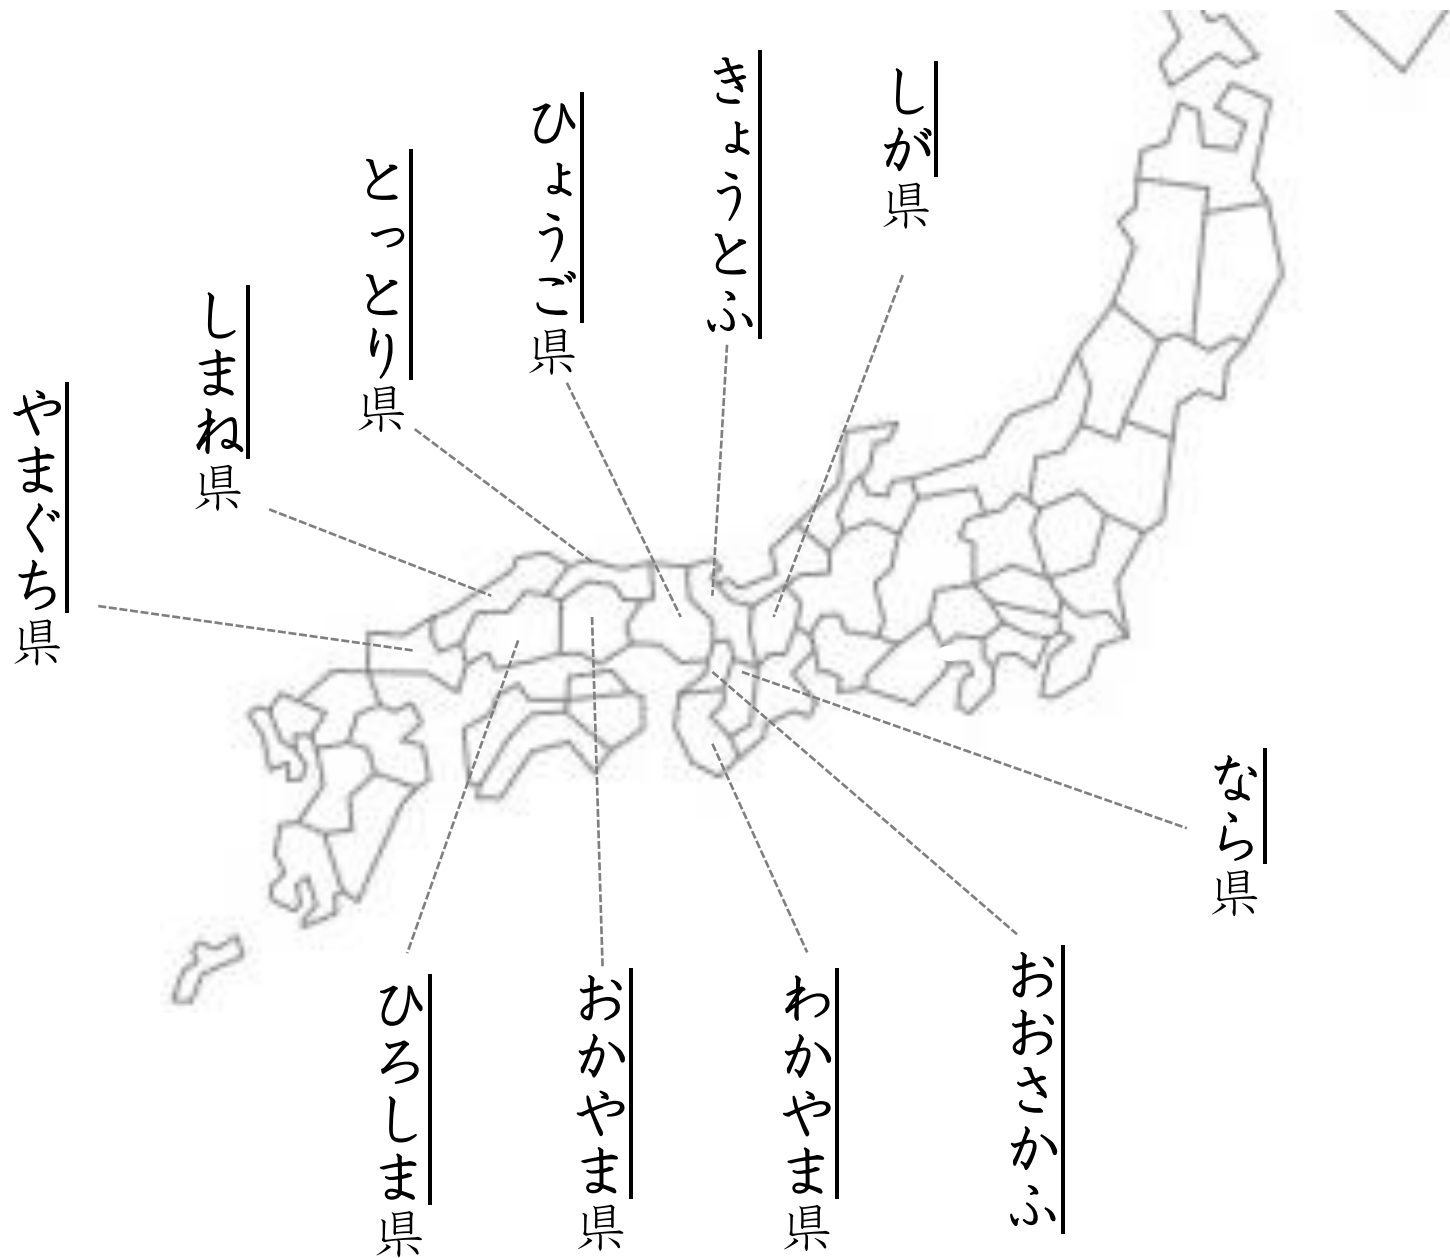 しが県
きょうとふ
ひょうご県
とっとり県
しまね県
やまぐち県
なら県
おおさかふ
わかやま県
おかやま県
ひろしま県